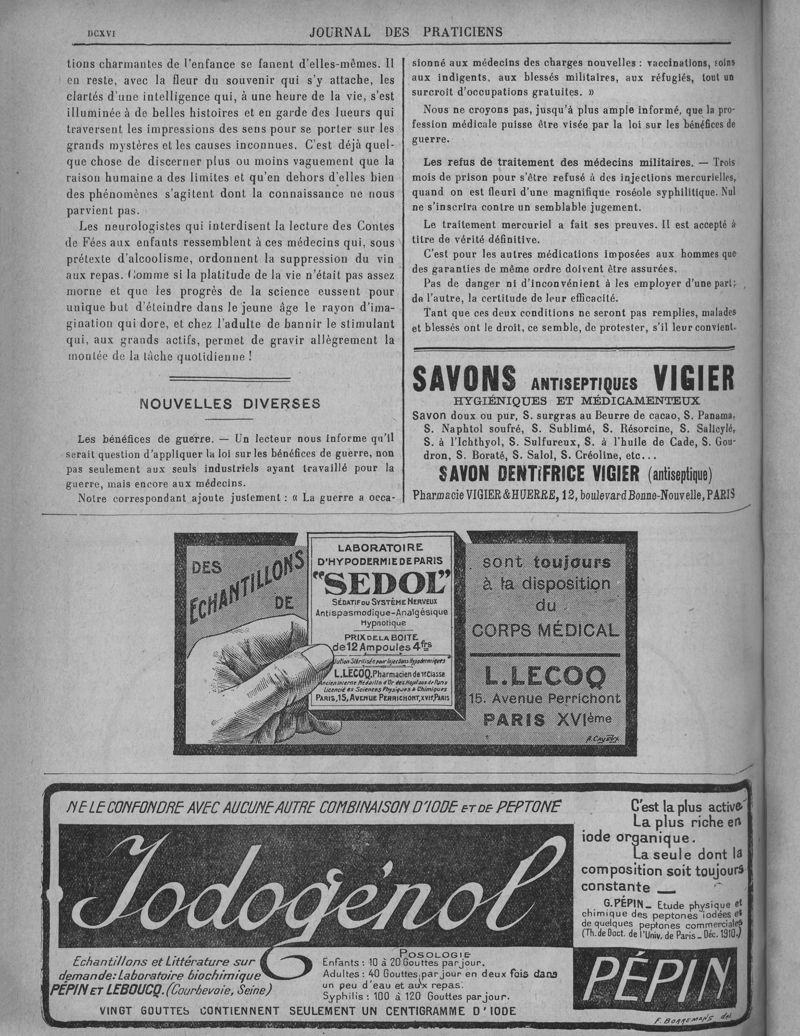 DCXVI
JOURNAL DES PRATICIENS
tions charmantes de l'enfance se fanent d'elles-mêmes. Il
en reste, avec la fleur du souvenir qui s'y attache, les
clartés d'une intelligence qui, à une heure de la vie, s'est
illuminée à de belles histoires et en garde des lueurs qui
traversent les impressions des sens pour se porter sur les
grands mystères et les causes inconnues. C'est déjà quel-
que chose de discerner plus ou moins vaguement que la
raison humaine a des limites et qu'en dehors d'elles bien
des phénomènes s'agitent dont la connaissance ne nous
parvient pas.
Les neurologistes qui interdisent la lecture des Contes
de Fées aux enfants ressemblent à ces médecins qui, sous
prétexte d'alcoolisme, ordonnent la suppression du vin
aux repas. Comme si la platitude de la vie n'était pas assez
morne et que les progrès de la science eussent pour
unique but d'éteindre dans le jeune âge le rayon d'ima-
gination qui dore, et chez l'adulte de bannir le stimulant
qui, aux grands actifs, permet de gravir allègrement la
montée de la tâche quotidienne !
NOUVELLES DIVERSES
Les bénéfices de guerre. — Un lecteur nous informe qu'il
serait question d'appliquer la loi sur les bénéfices de guerre, non
pas seulement aux seuls industriels ayant travaillé pour la
guerre, mais encore aux médecins.
Notre correspondant ajoute justement : « La guerre a occa-
sionné aux médecins des charges nouvelles : vaccinations, soins
aux indigents, aux blessés militaires, aux réfugiés, tout un
surcroît d'occupations gratuites. »
Nous ne croyons pas, jusqu'à plus ample informé, que la pro-
fession médicale puisse être visée par la loi sur les bénéfices de
guerre.
Les refus de traitement des médecins militaires. — Trois
mois de prison pour s'être refusé à des injections mercurielles,
quand on est fleuri d'une magnifique roséole syphilitique. Nul
ne s'inscrira contre un semblable jugement.
Le traitement mercuriel a fait ses preuves. Il est accepté à
titre de vérité définitive.
C'est pour les autres médications imposées aux hommes que
des garanties de même ordre doivent être assurées.
Pas de danger ni d'inconvénient à les employer d'une part;
de l'autre, la certitude de leur efficacité.
Tant que ces deux conditions ne seront pas remplies, malades
et blessés ont le droit, ce semble, de protester, s'il leur convient.
SAVONS ANTISEPTIQUES VIGIER
HYGIÉNIQUES ET MÉDICAMENTEUX
Savon doux ou pur, S. surgras au Beurre de cacao, S. Panama,
S. Naphtol soufré, S. Sublimé, S. Résorcine, S. Salicylé,
S. à l'Ichthyol, S. Sulfureux, S. à l'huile de Cade, S. Gou-
dron, S. Boraté, S. Salol, S. Créoline, etc...
SAVON DENTIFRICE VIGIER (antiseptique)
Pharmacie VIGIER & HUERRE, 12, boulevard Bonne-Nouvelle, PARIS
DES
ÉCHANTILLONS
DE
LABORATOIRE
D'HYPODERMIE DE PARIS
"SEDOL"
SÉDATIF DU SYSTÈME NERVEUX
Antispasmodique-Analgésique
Hypnotique
PRIX DE LA BOITE
de 12 Ampoules 4frs
Solution Stérilisée pour Injections Hypodermiques
L. LECOQ, Pharmacien de 1re Classe
Ancien Interne Médaille d'Or des Hôpitaux de Paris
Licencié es Sciences Physiques & Chimiques
PARIS, 15, AVENUE PERRICHONT, XVIe, PARIS
sont toujours
à la disposition
du
CORPS MÉDICAL
L. LECOQ
15. Avenue Perrichont
PARIS XVIème
NE LE CONFONDRE AVEC AUCUNE AUTRE COMBINAISON D'IODE ET DE PEPTONE
Iodogénol
C'est la plus active
La plus riche en
iode organique.
La seule dont la
composition soit toujours
constante —
G. PÉPIN _ Etude physique et
chimique des peptones iodées et
de quelques peptones commerciales
(Th. de Doct. de l'Univ. de Paris_Déc. 1910.)
PÉPIN
Echantillons et Littérature sur
demande: Laboratoire biochimique
PÉPIN ET LEBOUCQ. (Courbevoie, Seine)
POSOLOGIE
Enfants : 10 à 20 Gouttes par jour.
Adultes : 40 Gouttes par jour en deux fois dans
un peu d'eau et aux repas.
Syphilis : 100 à 120 Gouttes par jour.
VINGT GOUTTES CONTIENNENT SEULEMENT UN CENTIGRAMME D'IODE